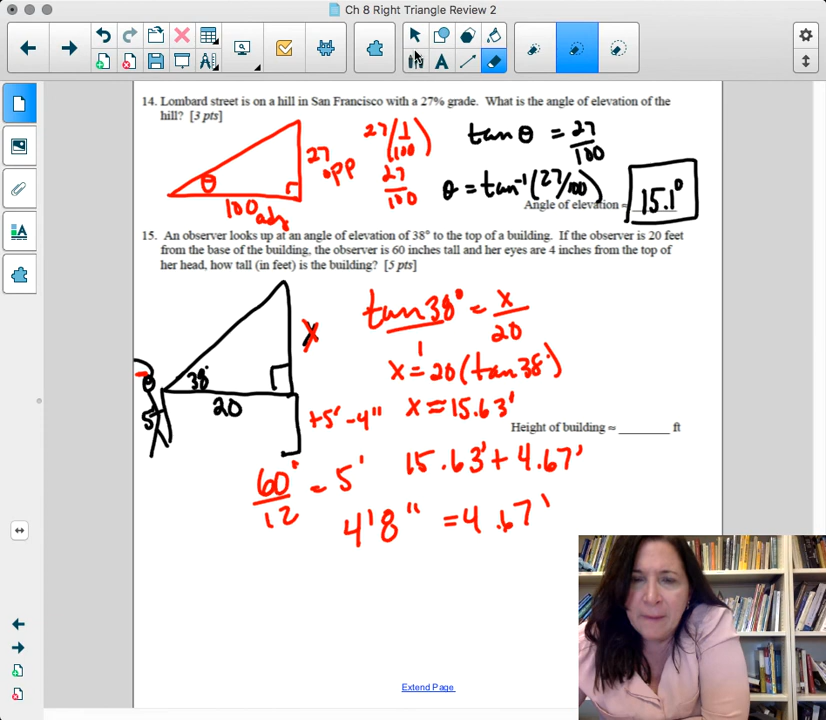 Ch 8 Right Triangle Review 2
14. Lombard street is on a hill in San Francisco with a 27% grade. What is the angle of elevation of the
hill? [3 pts]
θ
27
opp
100 adj
27(1/100)
27/100
tan θ = 27/100
θ = tan⁻¹(27/100)
Angle of elevation ≈
15.1°
15. An observer looks up at an angle of elevation of 38° to the top of a building. If the observer is 20 feet
from the base of the building, the observer is 60 inches tall and her eyes are 4 inches from the top of
her head, how tall (in feet) is the building? [5 pts]
38°
x
20
5'
+5'-4"
tan 38° = x/20
1
x = 20(tan 38°)
x ≈ 15.63'
Height of building ≈ ________ ft
60"/12 = 5'
15.63' + 4.67'
4'8" = 4.67'
Extend Page